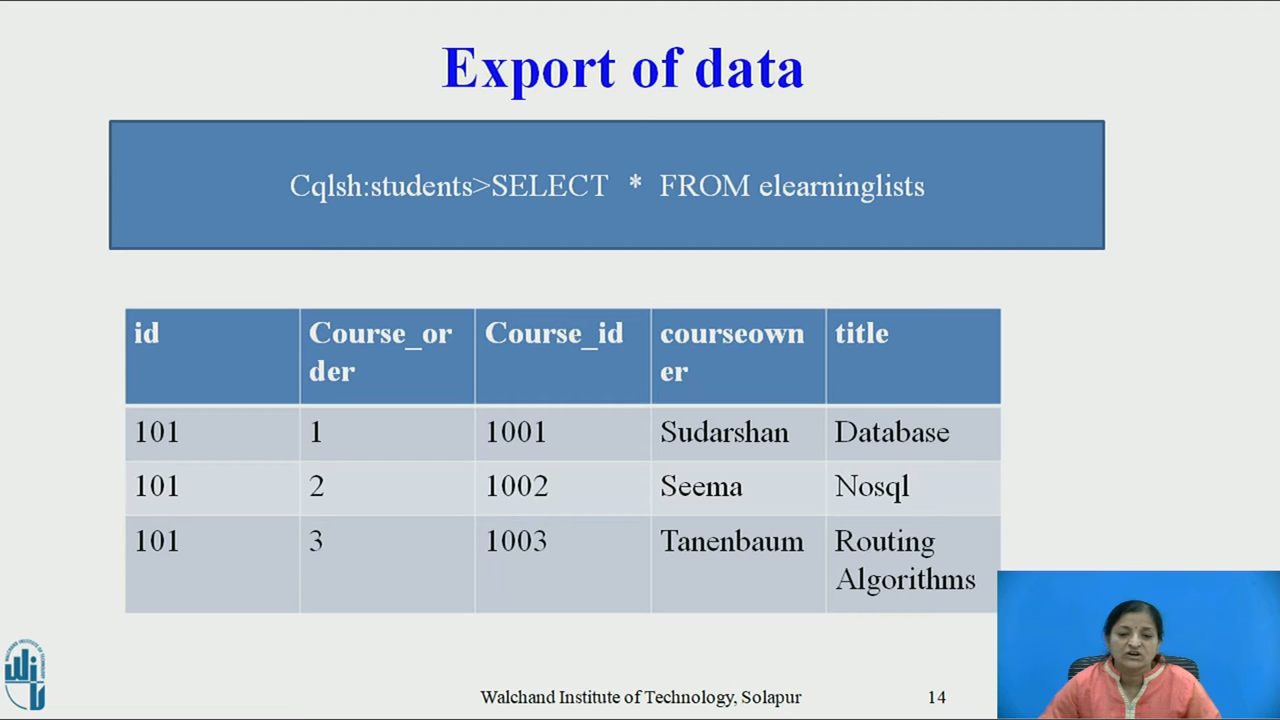 Export of data
Cqlsh:students>SELECT * FROM elearninglists
id Course_or Course_id courseown title
der er
101 1 1001 Sudarshan Database
101 2 1002 Seema Nosql
101 3 1003 Tanenbaum Routing
Algorithms
Walchand Institute of Technology, Solapur 14